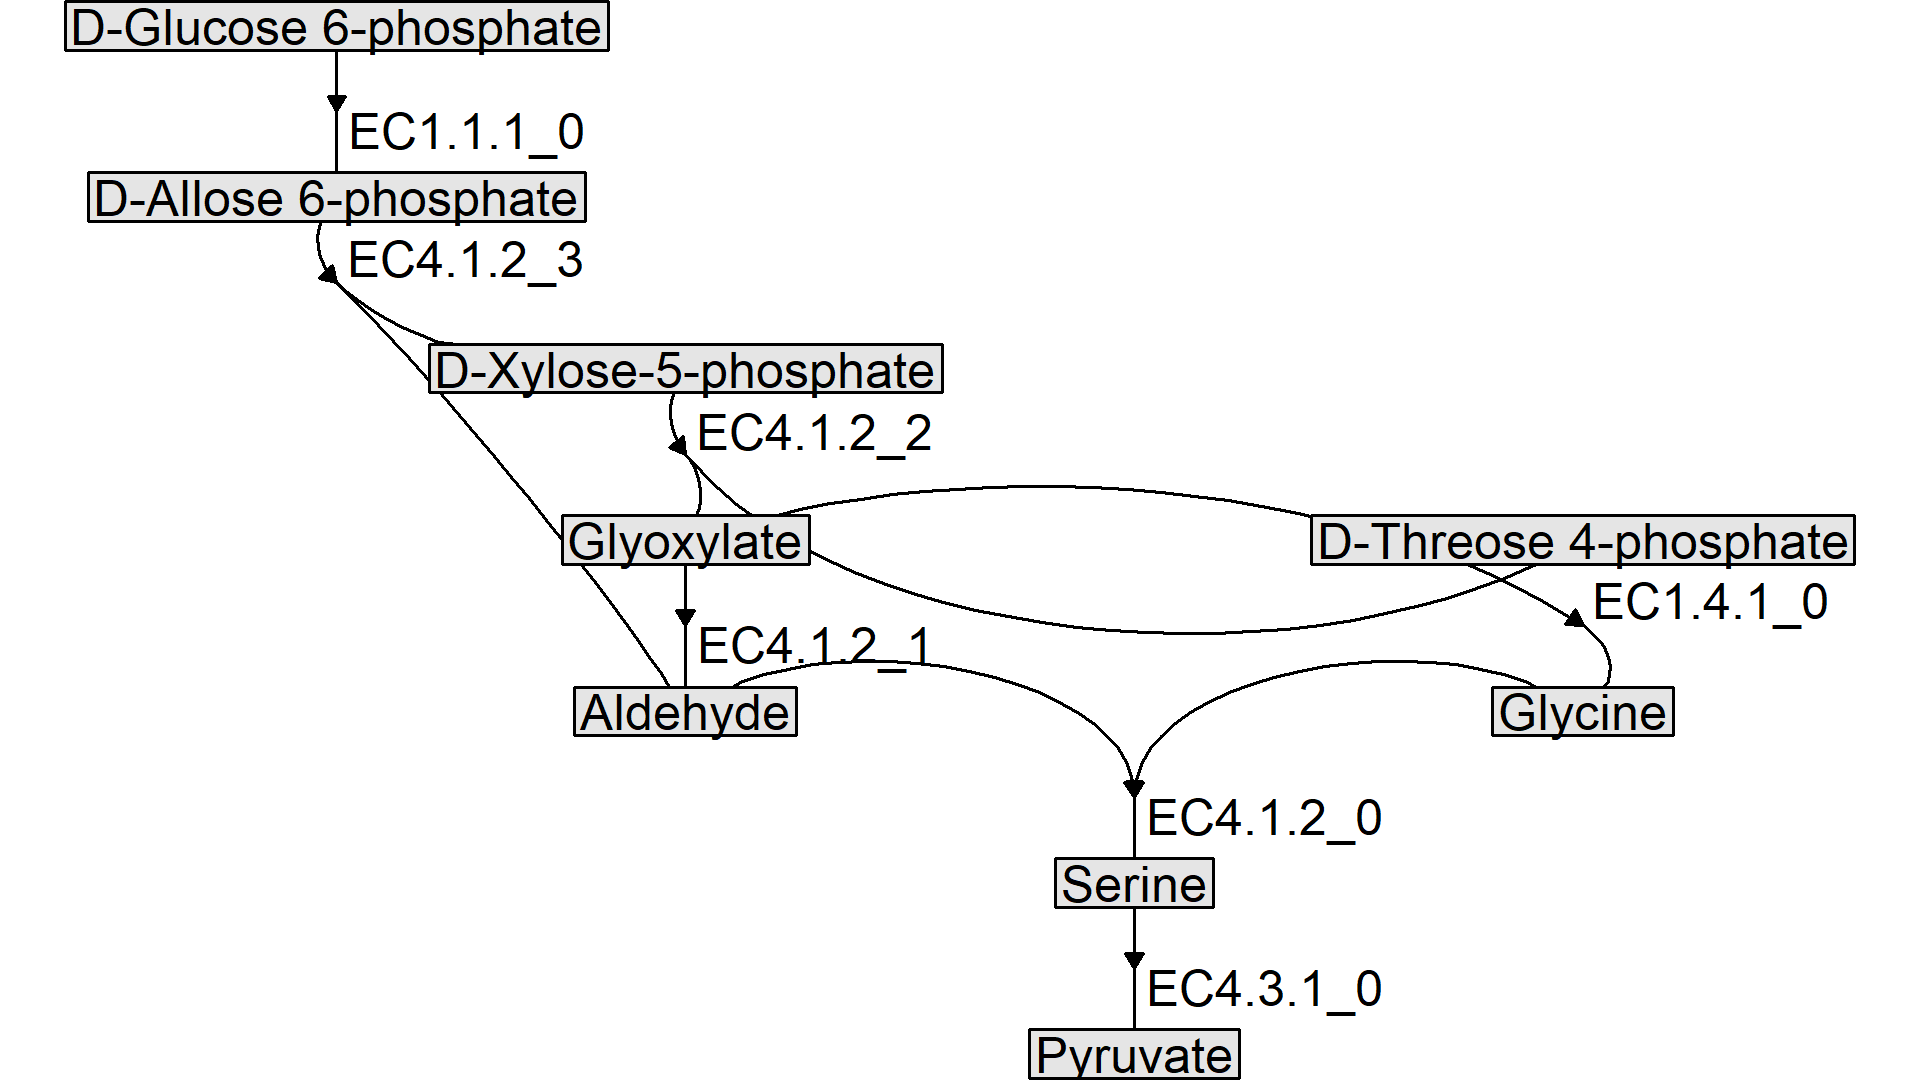 D-Glucose 6-phosphate
EC1.1.1_0
D-Allose 6-phosphate
EC4.1.2_3
D-Xylose-5-phosphate
EC4.1.2_2
Glyoxylate
D-Threose 4-phosphate
EC1.4.1_0
EC4.1.2_1
Aldehyde
Glycine
EC4.1.2_0
Serine
EC4.3.1_0
Pyruvate